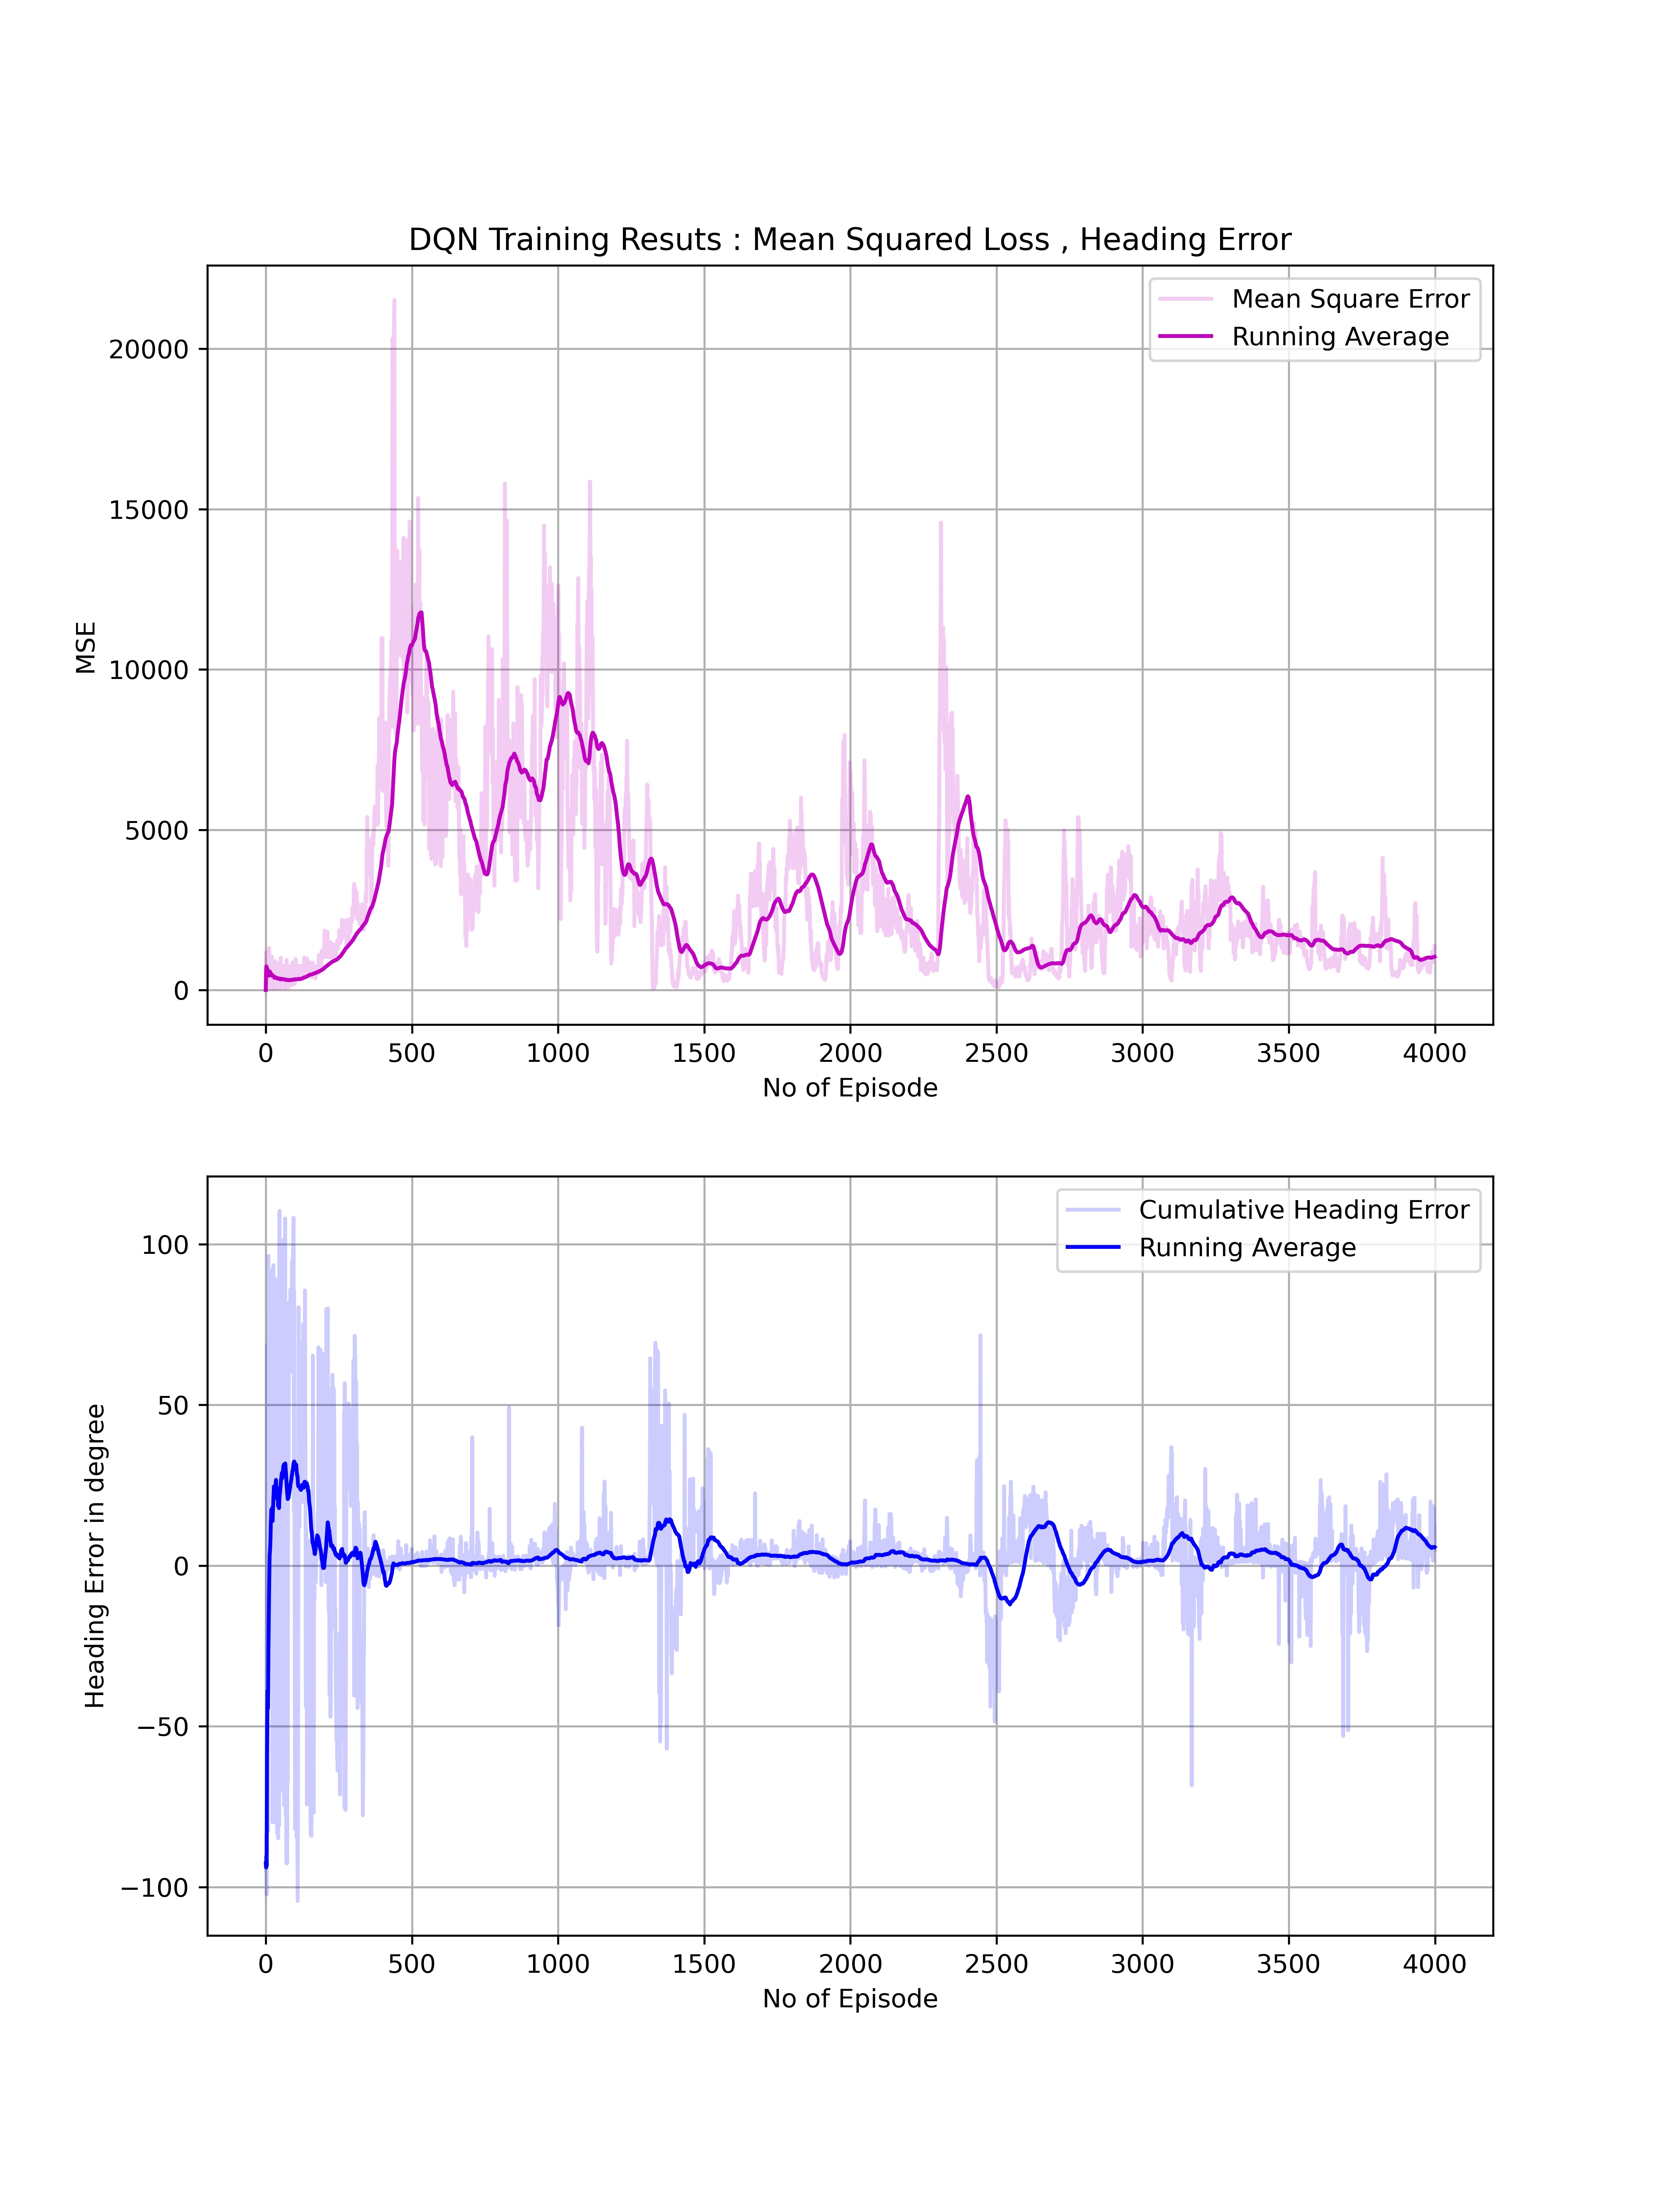 DQN Training Resuts : Mean Squared Loss , Heading Error
Mean Square Error
Running Average
20000
15000
10000
5000
0
MSE
0 500 1000 1500 2000 2500 3000 3500 4000
No of Episode
Cumulative Heading Error
Running Average
100
50
0
−50
−100
Heading Error in degree
0 500 1000 1500 2000 2500 3000 3500 4000
No of Episode